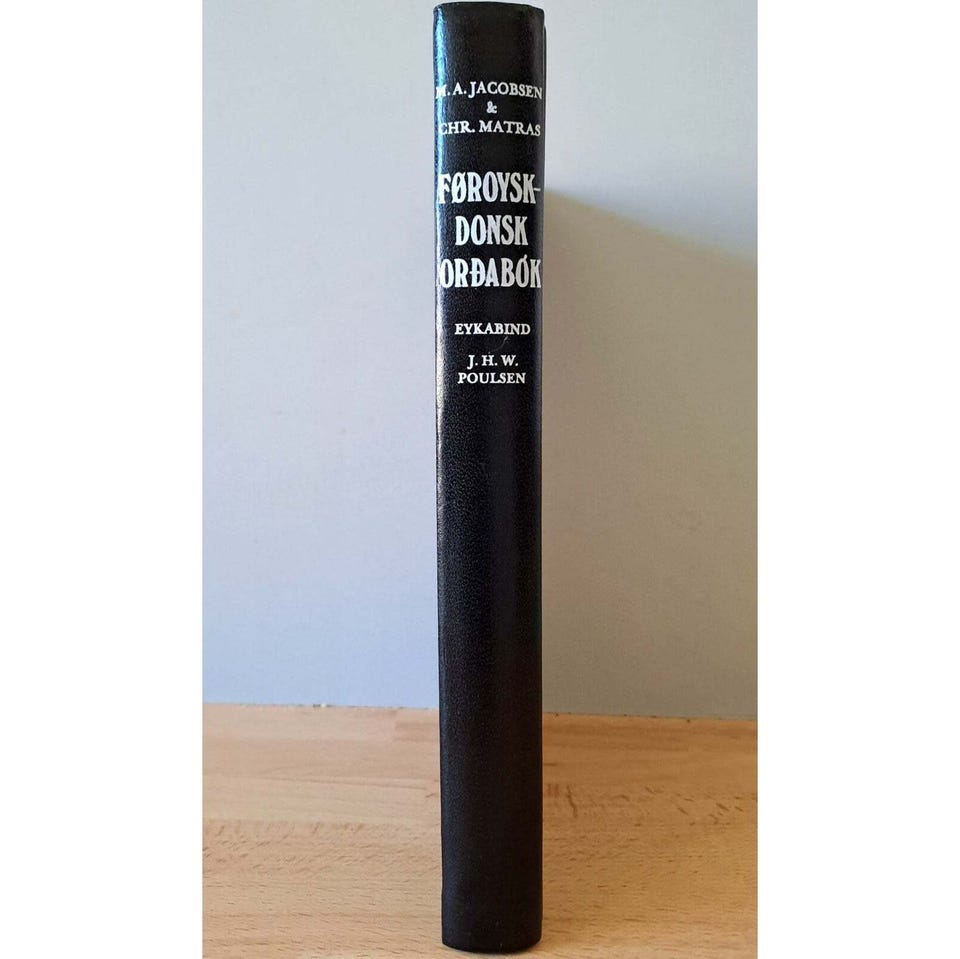 M. A. JACOBSEN
&
CHR. MATRAS
FØROYSK-
DONSK
ORÐABÓK
EYKABIND
J. H. W.
POULSEN